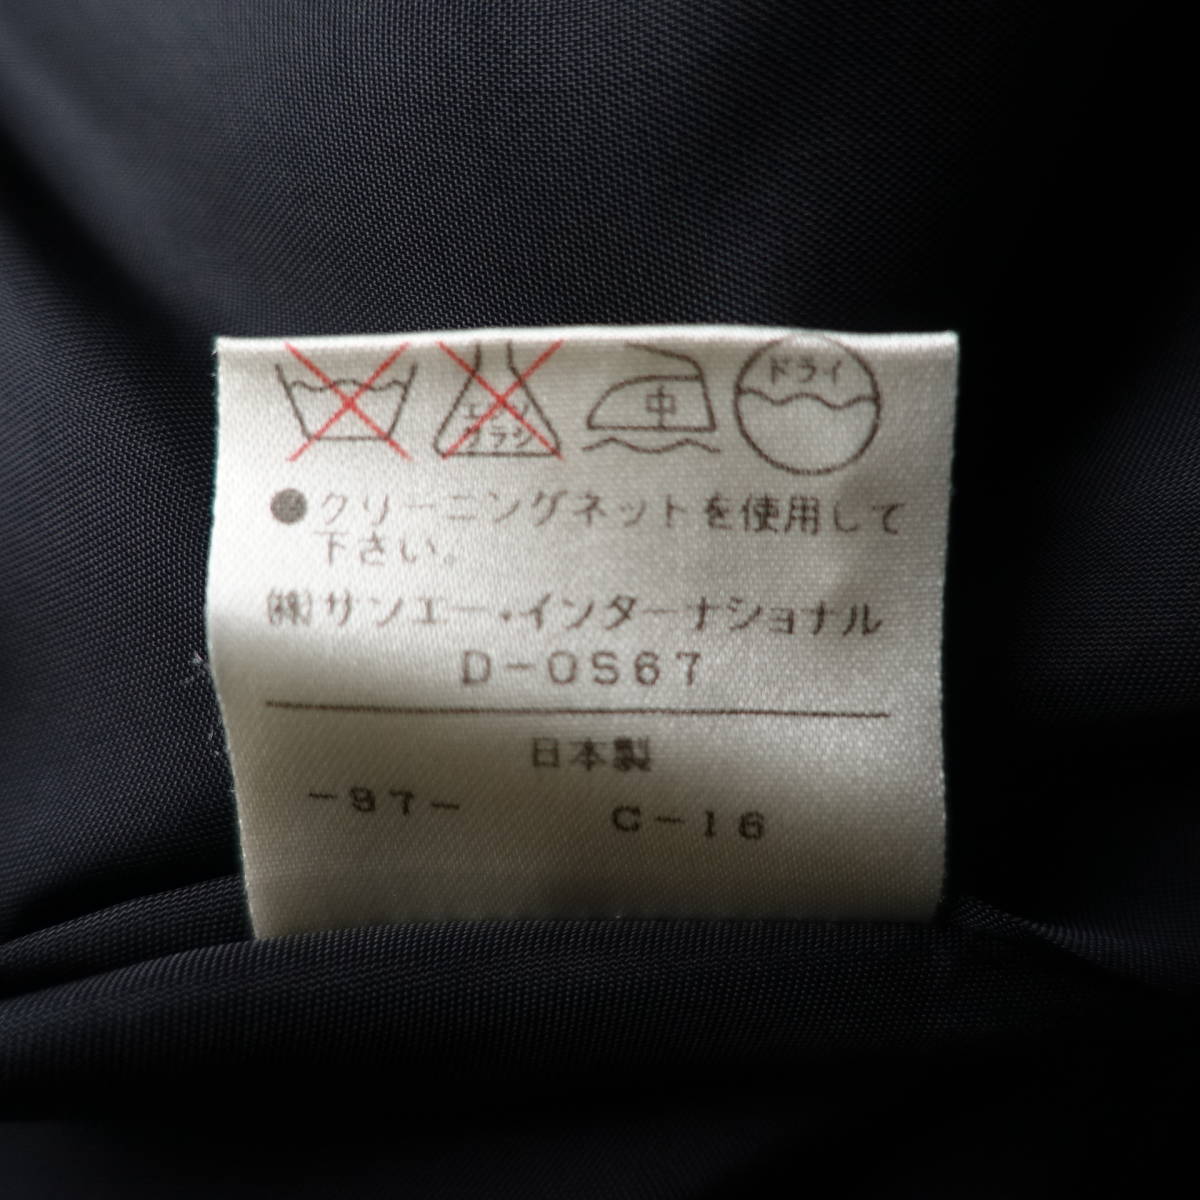 エンソ
サラシ
中
ドライ
●クリーニングネットを使用して
下さい。
(株)サンエー・インターナショナル
D-0S67
日本製
-97- C-16